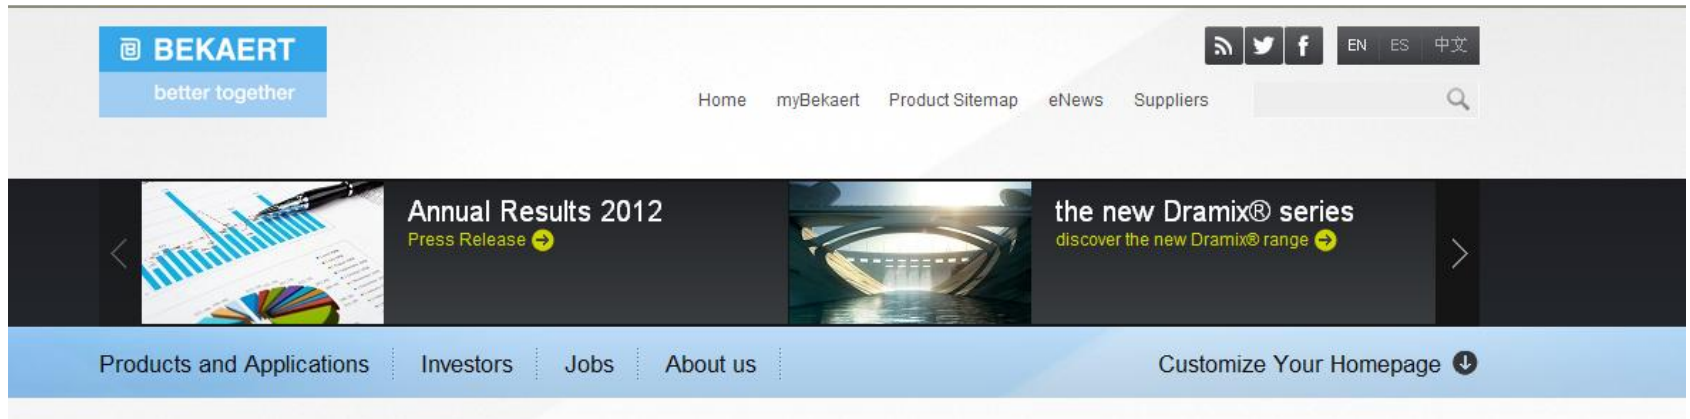 BEKAERT
better together
EN ES 中文
Home myBekaert Product Sitemap eNews Suppliers
Annual Results 2012
Press Release
the new Dramix® series
discover the new Dramix® range
Products and Applications Investors Jobs About us Customize Your Homepage